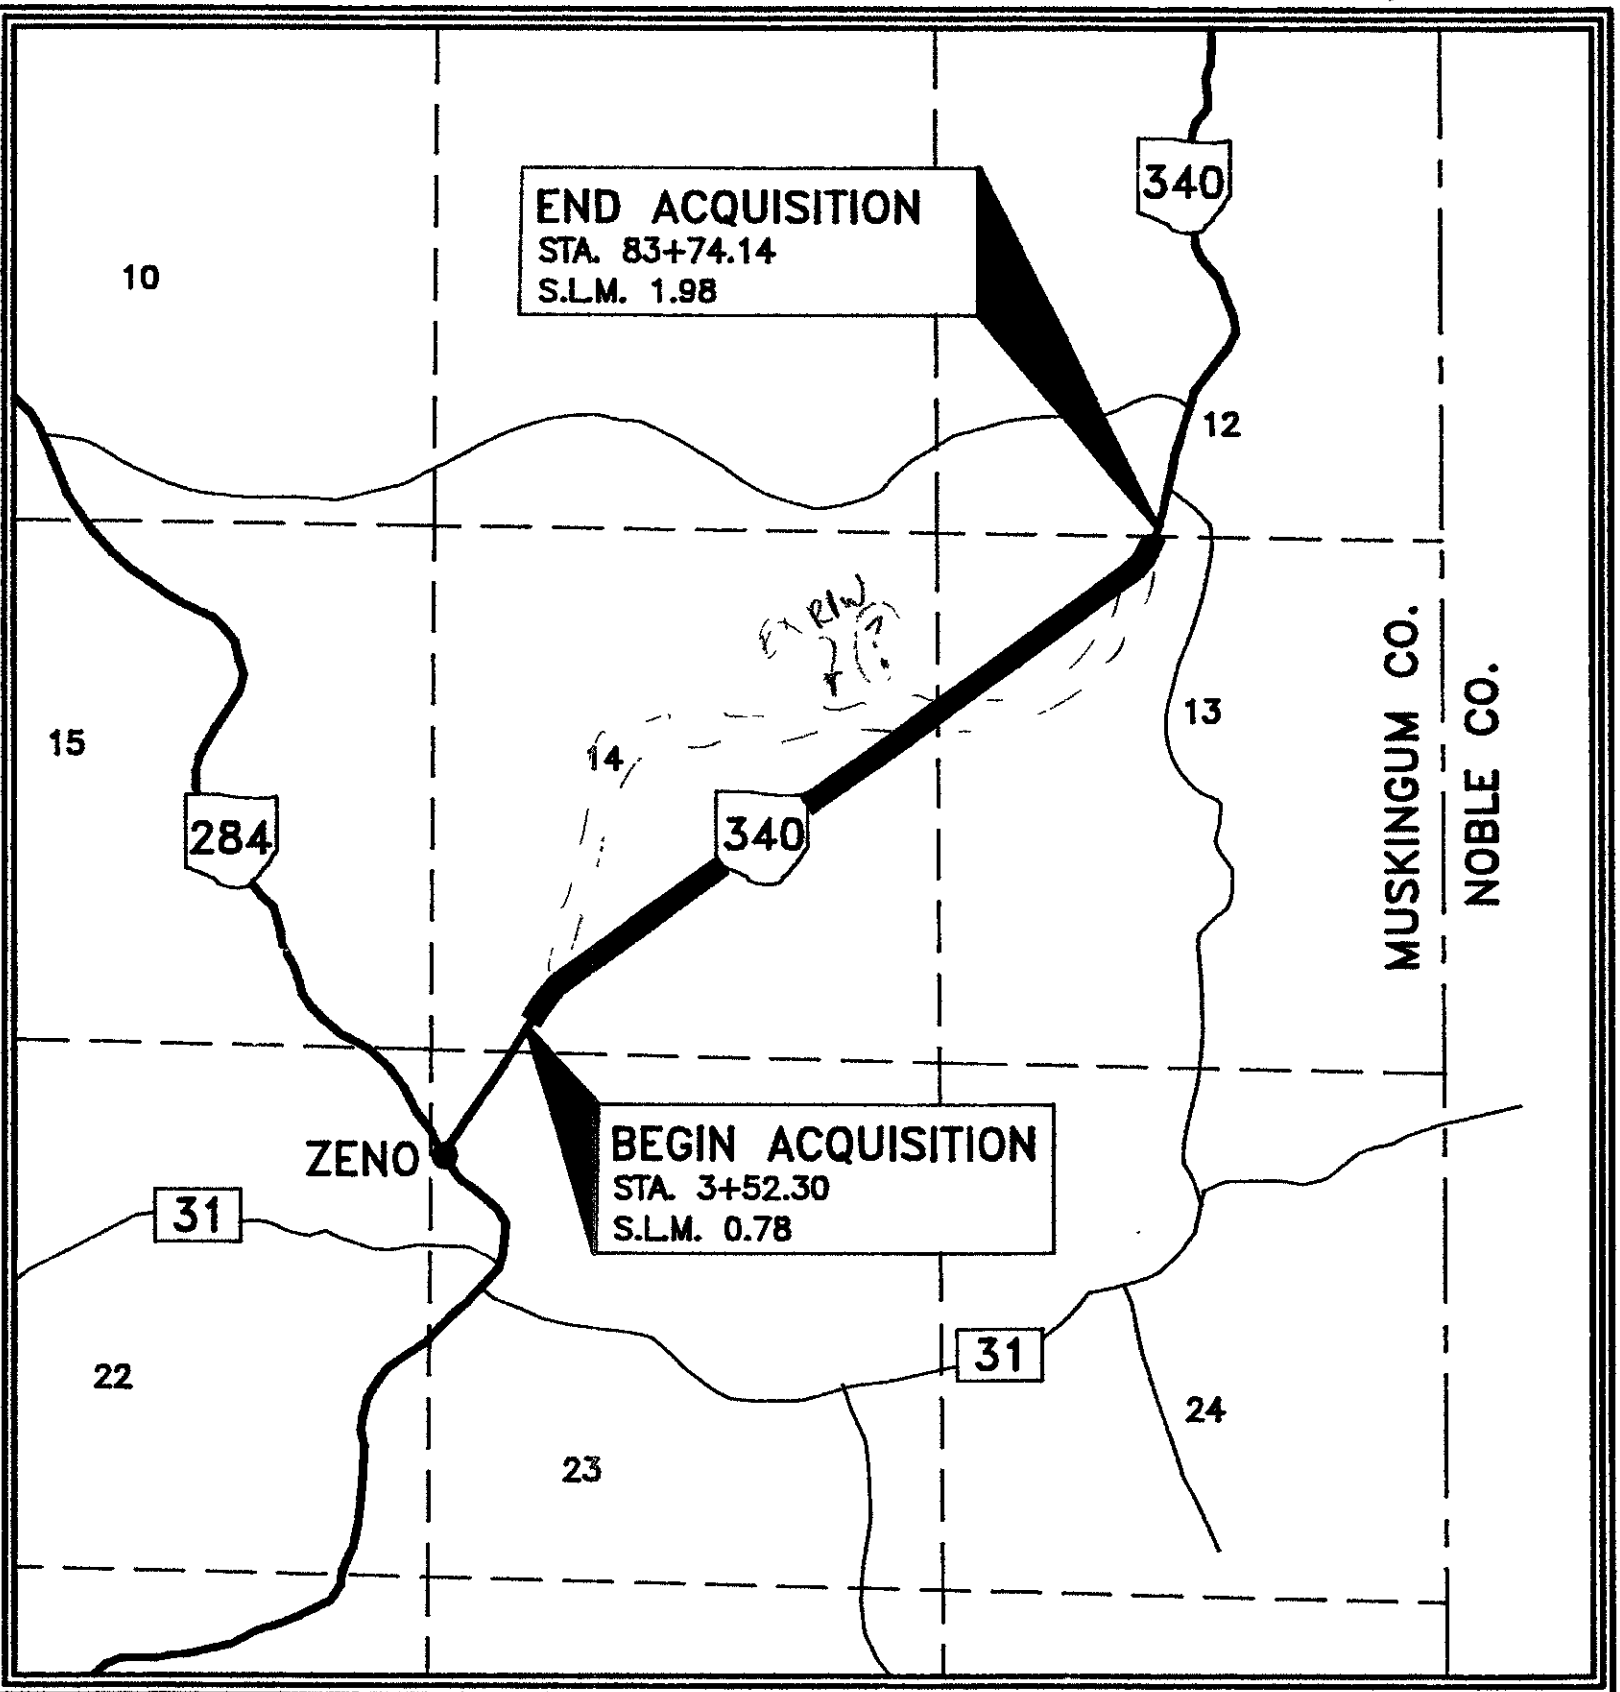 340
END ACQUISITION
STA. 83+74.14
S.L.M. 1.98
10
12
EX R/W
?
13
15
14
284
340
MUSKINGUM CO.
NOBLE CO.
ZENO
BEGIN ACQUISITION
STA. 3+52.30
S.L.M. 0.78
31
31
22
24
23